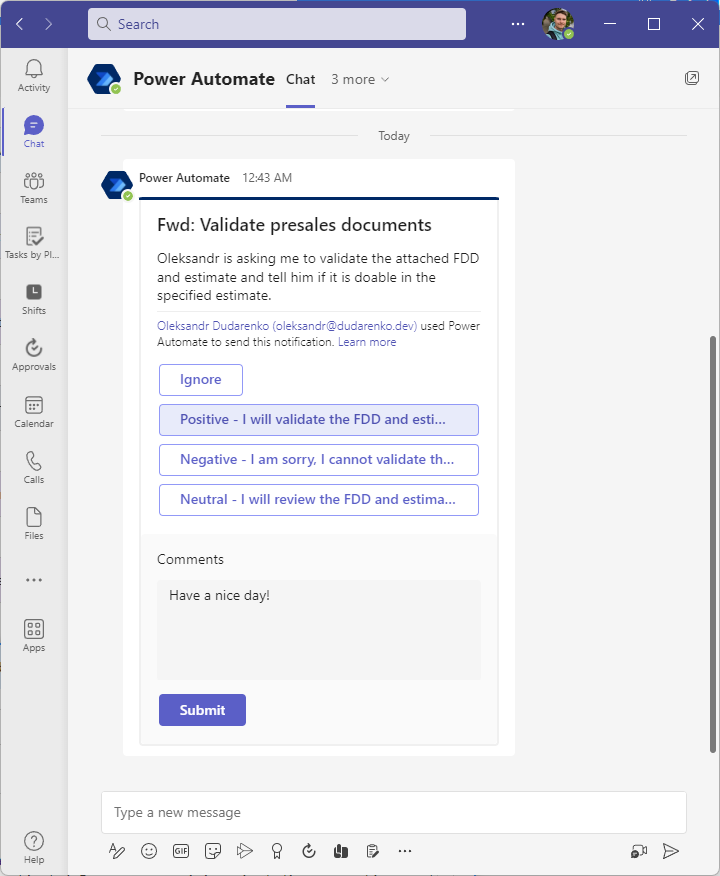 Search
Power Automate
Chat
3 more
Activity
Chat
Teams
Tasks by Pl...
Shifts
Approvals
Calendar
Calls
Files
Apps
Help
Today
Power Automate 12:43 AM
Fwd: Validate presales documents
Oleksandr is asking me to validate the attached FDD
and estimate and tell him if it is doable in the
specified estimate.
Oleksandr Dudarenko (oleksandr@dudarenko.dev) used Power
Automate to send this notification. Learn more
Ignore
Positive - I will validate the FDD and esti...
Negative - I am sorry, I cannot validate th...
Neutral - I will review the FDD and estima...
Comments
Have a nice day!
Submit
Type a new message
GIF